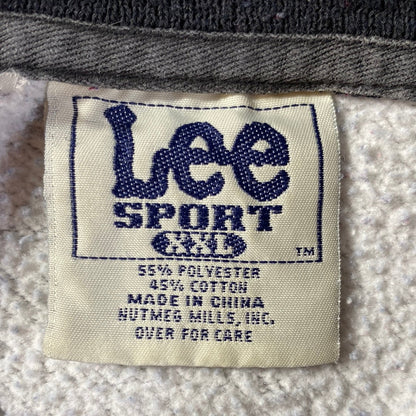 Lee
SPORT
XXL
TM
55% POLYESTER
45% COTTON
MADE IN CHINA
NUTMEG MILLS, INC.
OVER FOR CARE